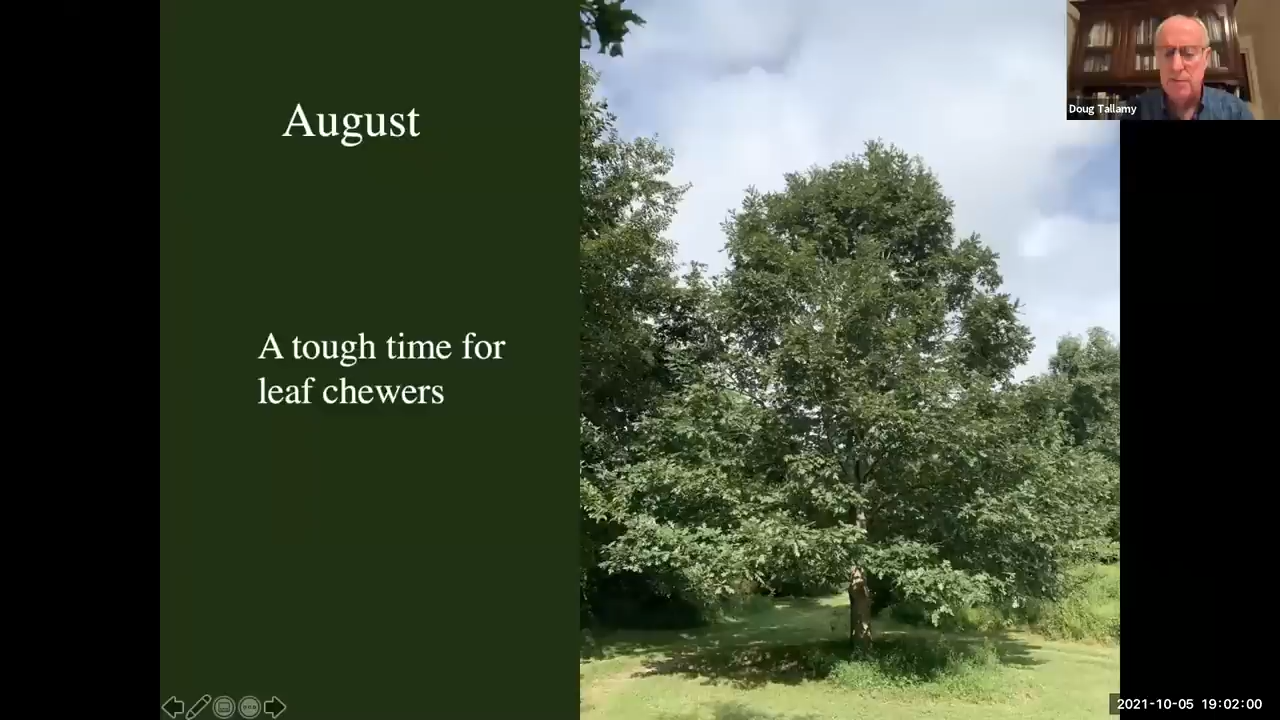 August
A tough time for
leaf chewers
Doug Tallamy
2021-10-05 19:02:00